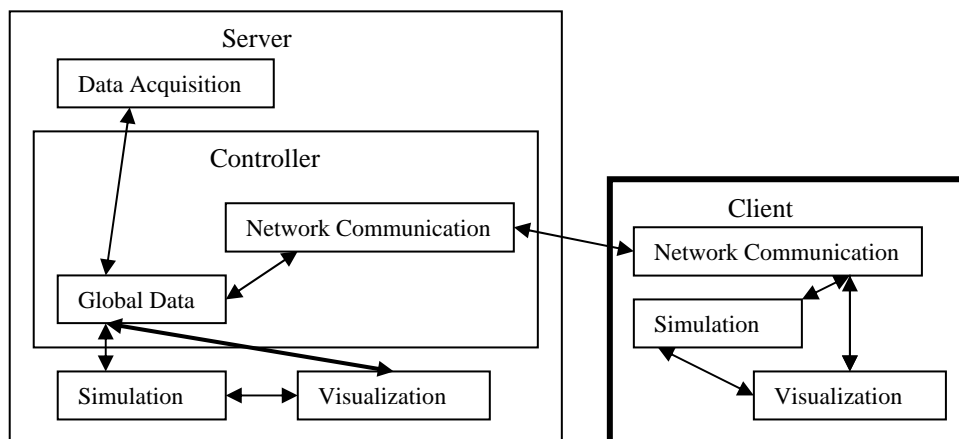 Server
Data Acquisition
Controller
Network Communication
Global Data
Simulation
Visualization
Client
Network Communication
Simulation
Visualization